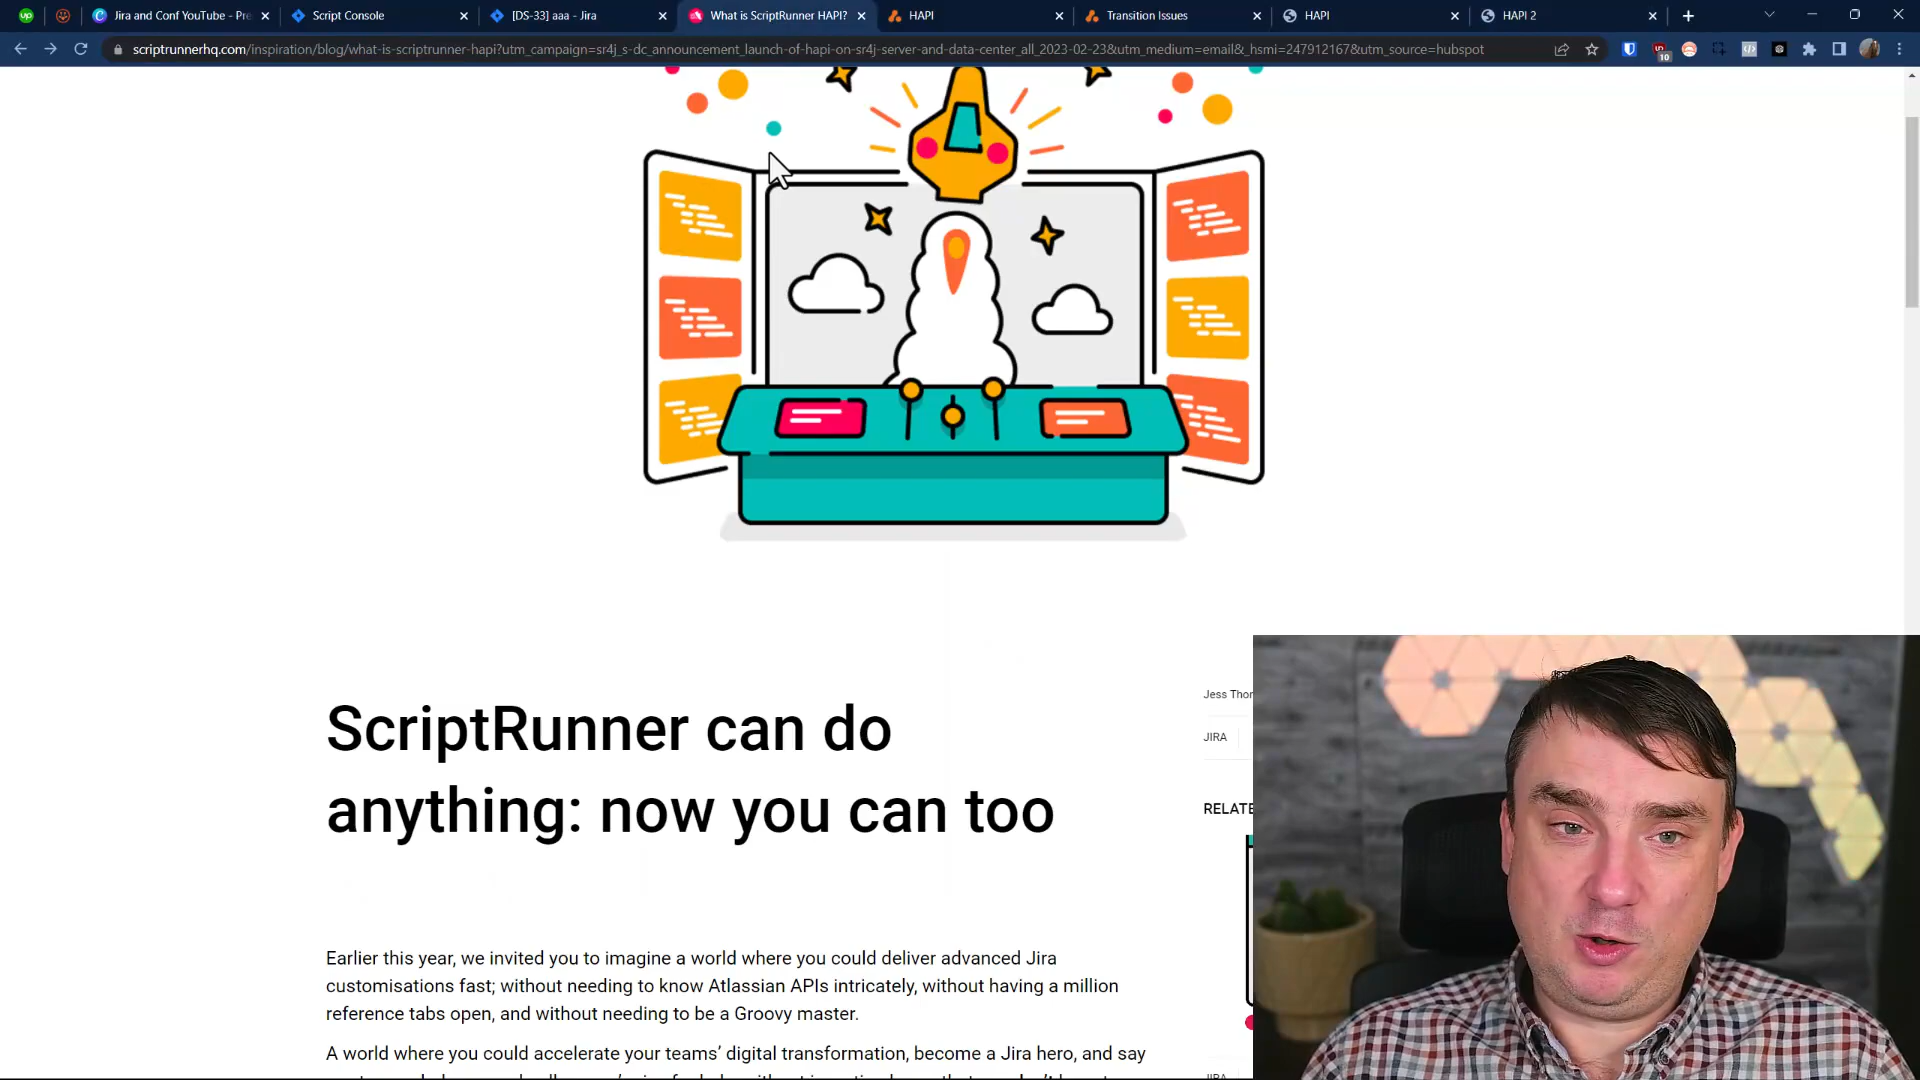 up
Jira and Conf YouTube - Pre
Script Console
[DS-33] aaa - Jira
What is ScriptRunner HAPI?
HAPI
Transition Issues
HAPI
HAPI 2
scriptrunnerhq.com/inspiration/blog/what-is-scriptrunner-hapi?utm_campaign=sr4j_s-dc_announcement_launch-of-hapi-on-sr4j-server-and-data-center_all_2023-02-23&utm_medium=email&_hsmi=247912167&utm_source=hubspot
10
ScriptRunner can do
anything: now you can too
Jess Thor
JIRA
RELATE
Earlier this year, we invited you to imagine a world where you could deliver advanced Jira
customisations fast; without needing to know Atlassian APIs intricately, without having a million
reference tabs open, and without needing to be a Groovy master.
A world where you could accelerate your teams' digital transformation, become a Jira hero, and say